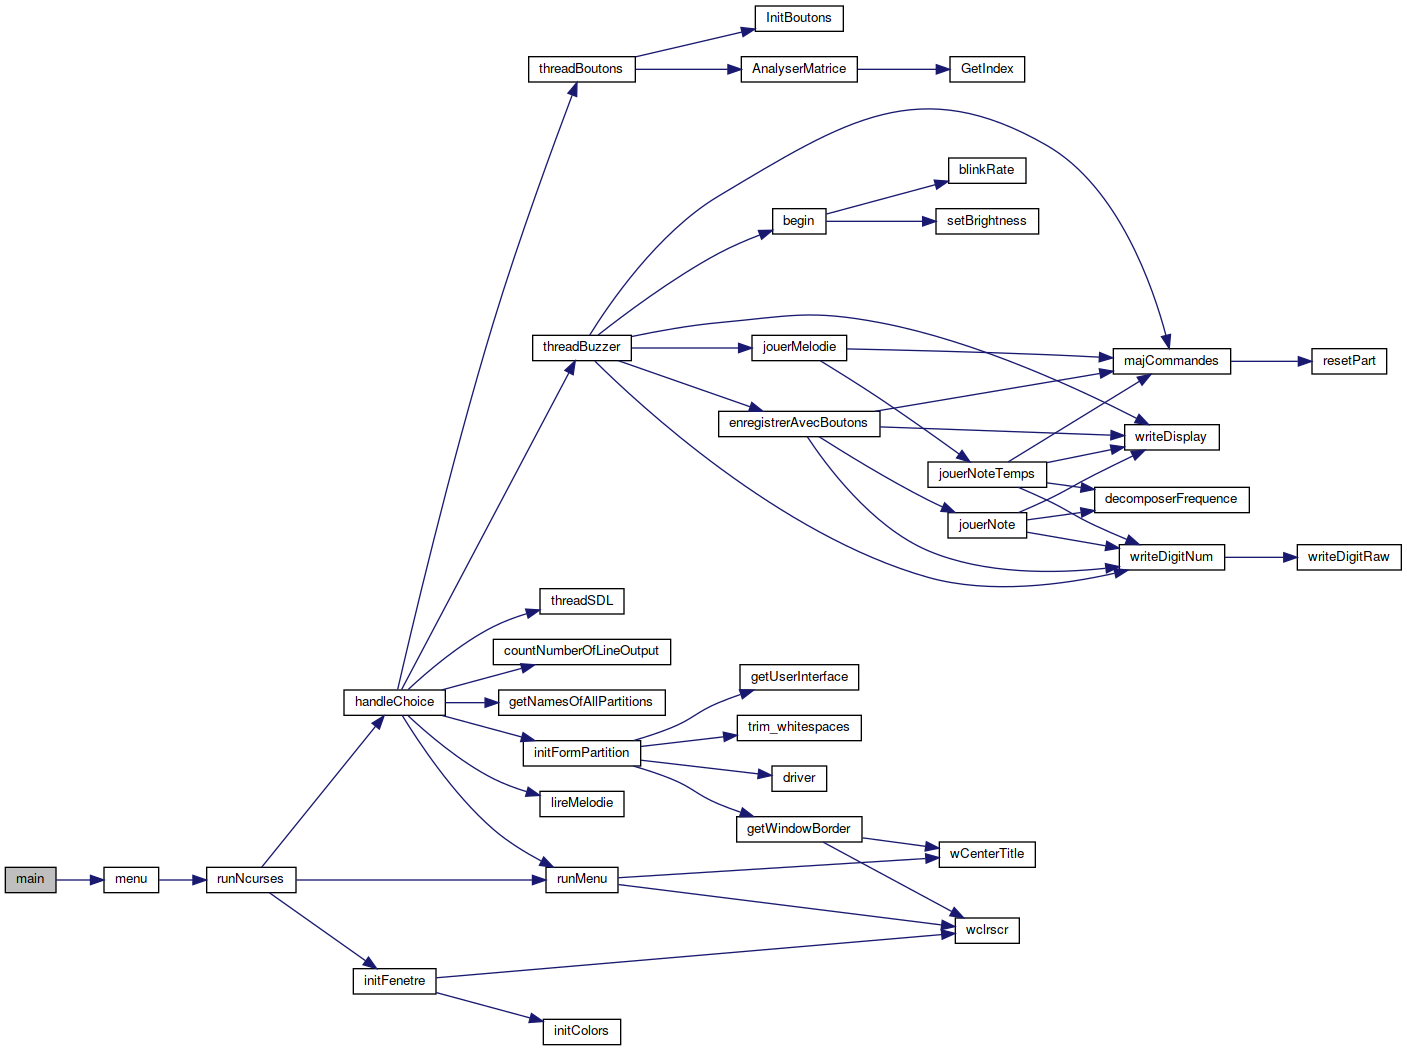 InitBoutons
threadBoutons
AnalyserMatrice
GetIndex
blinkRate
begin
setBrightness
threadBuzzer
jouerMelodie
majCommandes
resetPart
enregistrerAvecBoutons
writeDisplay
jouerNoteTemps
decomposerFrequence
jouerNote
writeDigitNum
writeDigitRaw
threadSDL
countNumberOfLineOutput
getUserInterface
handleChoice
getNamesOfAllPartitions
trim_whitespaces
initFormPartition
driver
lireMelodie
getWindowBorder
wCenterTitle
main
menu
runNcurses
runMenu
wclrscr
initFenetre
initColors